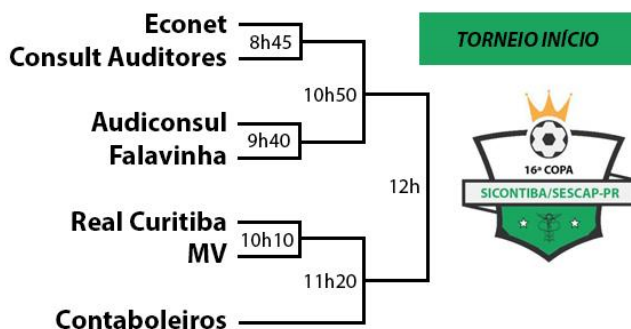 Econet
8h45
Consult Auditores
TORNEIO INÍCIO
10h50
Audiconsul
9h40
Falavinha
16ª COPA
SICONTIBA/SESCAP-PR
12h
Real Curitiba
10h10
MV
11h20
Contaboleiros